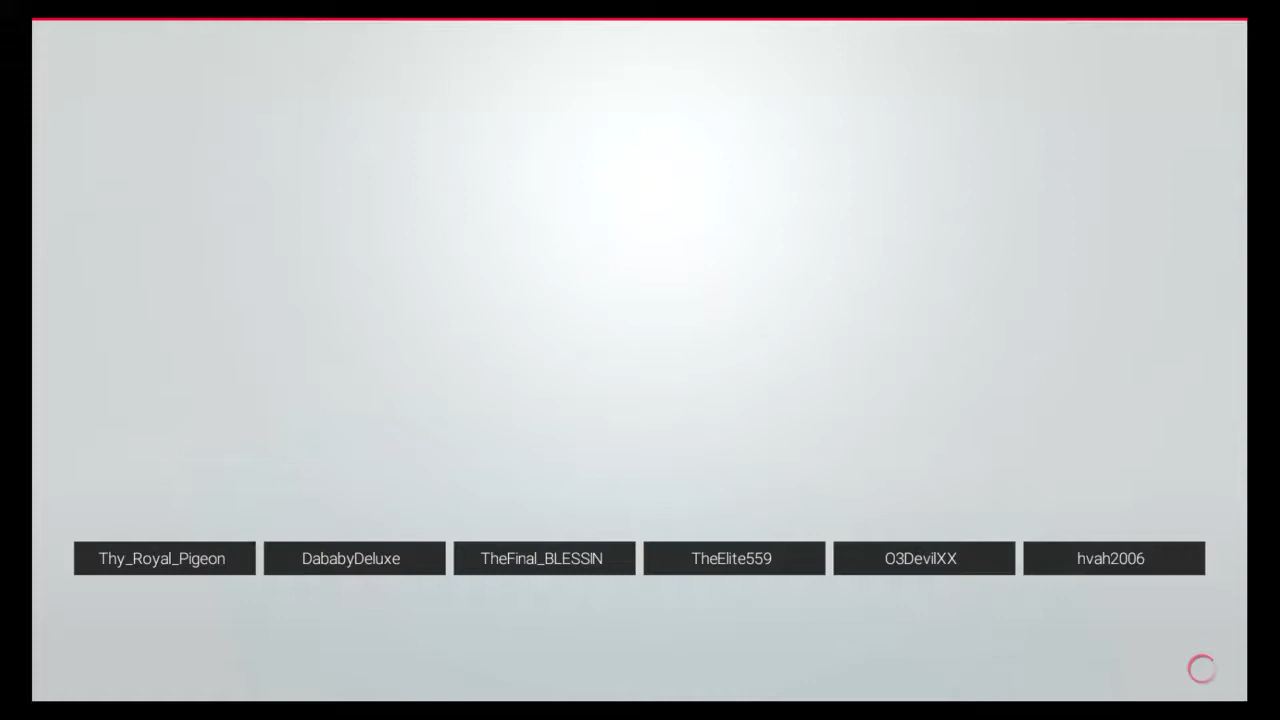 Thy_Royal_Pigeon
DababyDeluxe
TheFinal_BLESSIN
TheElite559
O3DevilXX
hvah2006